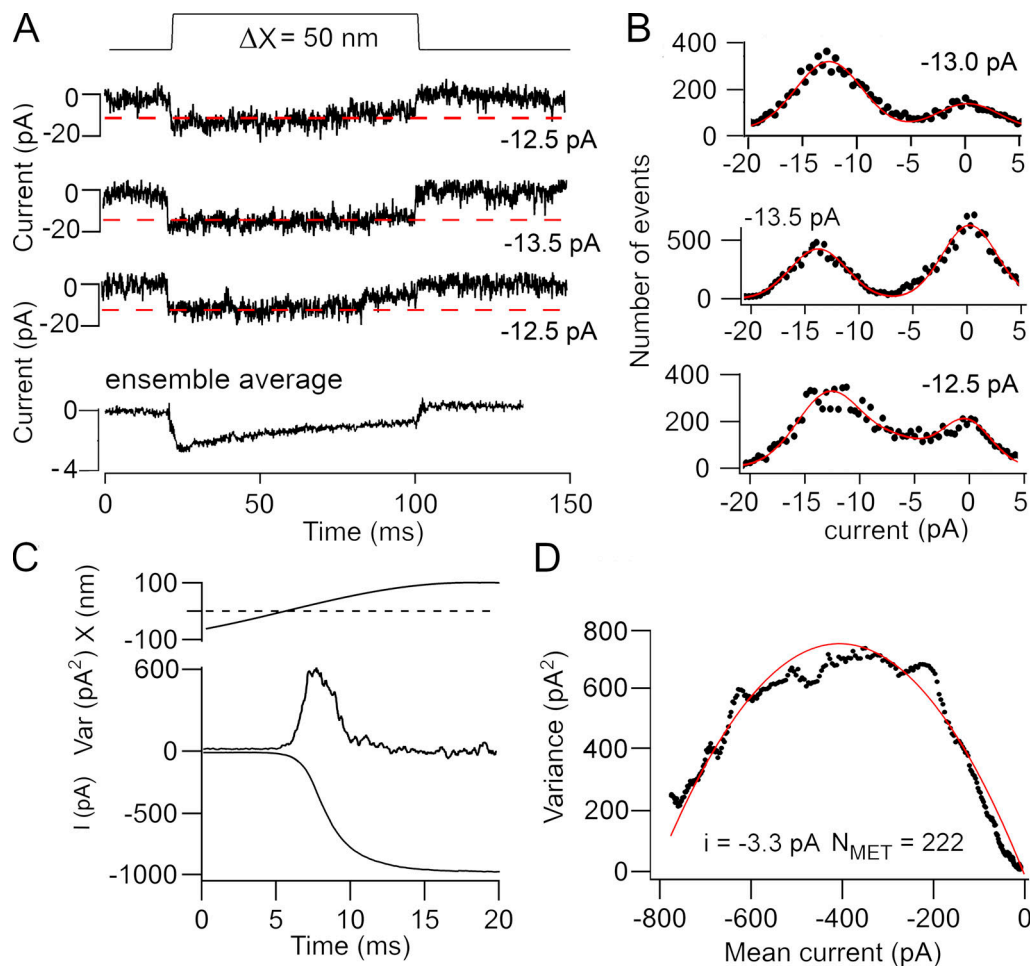 A
ΔX = 50 nm
Current (pA)
0
-20
-12.5 pA
0
-20
-13.5 pA
Current (pA)
0
-20
-12.5 pA
ensemble average
0
-4
0 50 100 150
Time (ms)
B
Number of events
400
200
0
-13.0 pA
-20 -15 -10 -5 0 5
500
0
-13.5 pA
-20 -15 -10 -5 0 5
400
200
0
-12.5 pA
-20 -15 -10 -5 0 5
current (pA)
C
X (nm)
100
-100
Var (pA²)
600
0
I (pA)
-500
-1000
0 5 10 15 20
Time (ms)
D
Variance (pA²)
800
600
400
200
0
i = -3.3 pA N_MET = 222
-800 -600 -400 -200 0
Mean current (pA)